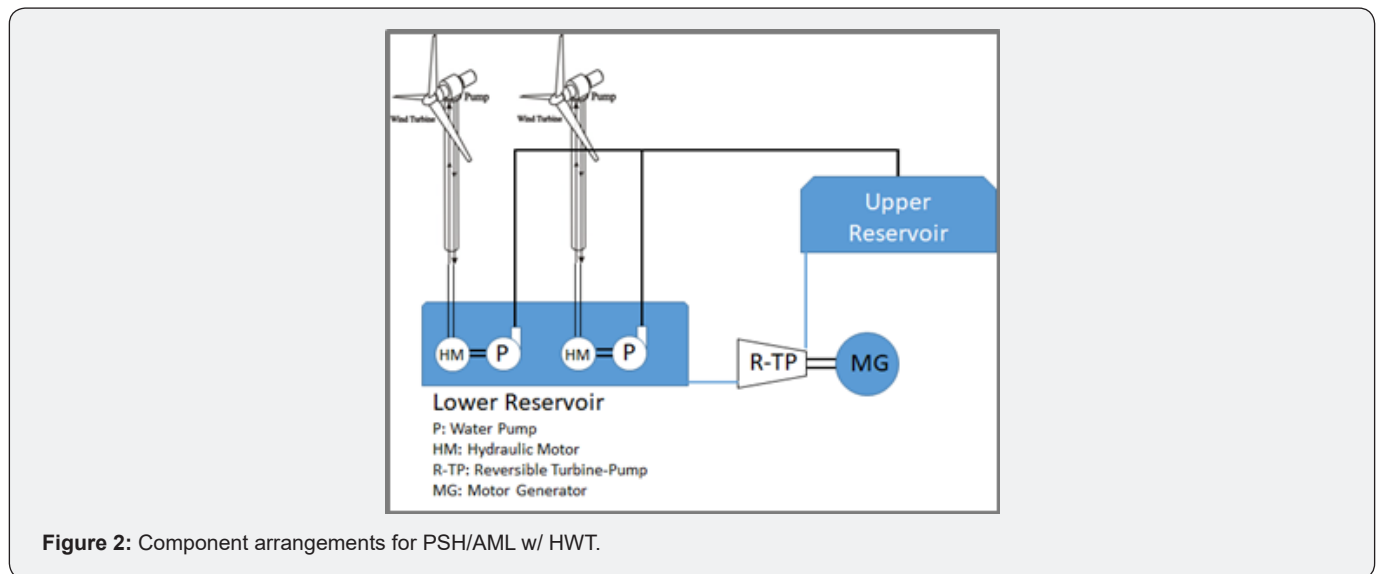 Pump
Pump
Wind Turbine
Wind Turbine
Upper
Reservoir
HM
P
HM
P
R-TP
MG
Lower Reservoir
P: Water Pump
HM: Hydraulic Motor
R-TP: Reversible Turbine-Pump
MG: Motor Generator
Figure 2: Component arrangements for PSH/AML w/ HWT.